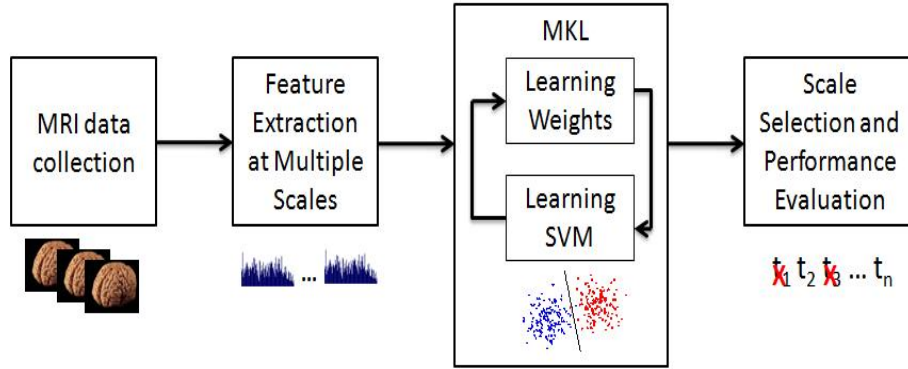 MRI data
collection
Feature
Extraction
at Multiple
Scales
...
MKL
Learning
Weights
Learning
SVM
Scale
Selection and
Performance
Evaluation
t1 t2 t3 ... tn